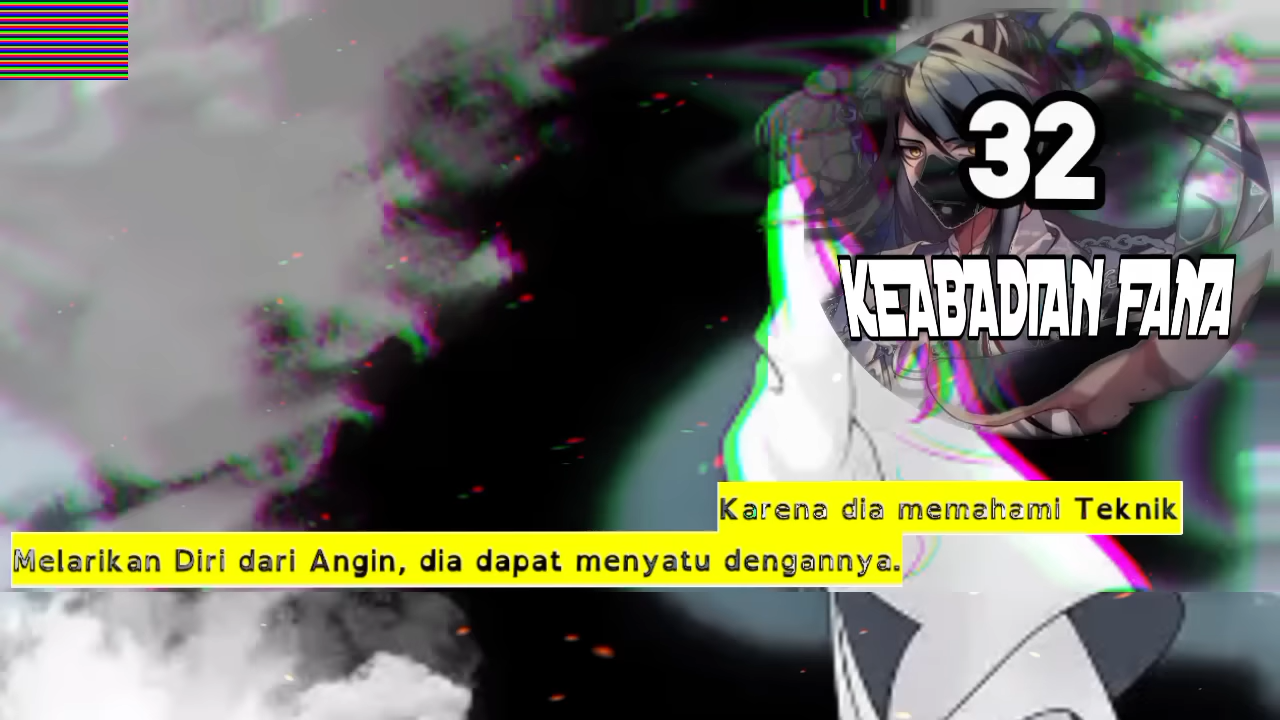 32
KEABADIAN FANA
Karena dia memahami Teknik
Melarikan Diri dari Angin, dia dapat menyatu dengannya.